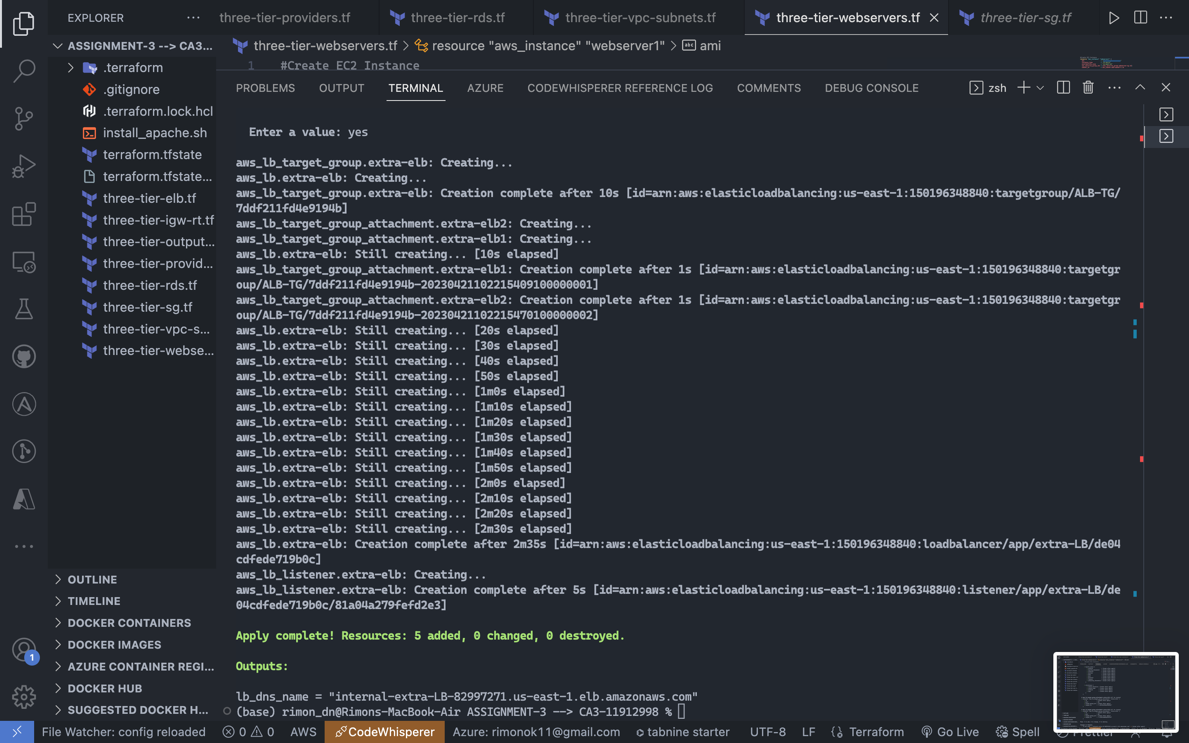 EXPLORER
three-tier-providers.tf
three-tier-rds.tf
three-tier-vpc-subnets.tf
three-tier-webservers.tf
three-tier-sg.tf
ASSIGNMENT-3 --> CA3...
.terraform
.gitignore
.terraform.lock.hcl
install_apache.sh
terraform.tfstate
terraform.tfstate...
three-tier-elb.tf
three-tier-igw-rt.tf
three-tier-output...
three-tier-provid...
three-tier-rds.tf
three-tier-sg.tf
three-tier-vpc-s...
three-tier-webse...
OUTLINE
TIMELINE
DOCKER CONTAINERS
DOCKER IMAGES
AZURE CONTAINER REGI...
DOCKER HUB
SUGGESTED DOCKER H...
three-tier-webservers.tf > resource "aws_instance" "webserver1" > ami
1 #Create EC2 Instance
PROBLEMS OUTPUT TERMINAL AZURE CODEWHISPERER REFERENCE LOG COMMENTS DEBUG CONSOLE zsh
Enter a value: yes
aws_lb_target_group.extra-elb: Creating...
aws_lb.extra-elb: Creating...
aws_lb_target_group.extra-elb: Creation complete after 10s [id=arn:aws:elasticloadbalancing:us-east-1:150196348840:targetgroup/ALB-TG/
7ddf211fd4e9194b]
aws_lb_target_group_attachment.extra-elb2: Creating...
aws_lb_target_group_attachment.extra-elb1: Creating...
aws_lb.extra-elb: Still creating... [10s elapsed]
aws_lb_target_group_attachment.extra-elb1: Creation complete after 1s [id=arn:aws:elasticloadbalancing:us-east-1:150196348840:targetgr
oup/ALB-TG/7ddf211fd4e9194b-20230421102215409100000001]
aws_lb_target_group_attachment.extra-elb2: Creation complete after 1s [id=arn:aws:elasticloadbalancing:us-east-1:150196348840:targetgr
oup/ALB-TG/7ddf211fd4e9194b-20230421102215470100000002]
aws_lb.extra-elb: Still creating... [20s elapsed]
aws_lb.extra-elb: Still creating... [30s elapsed]
aws_lb.extra-elb: Still creating... [40s elapsed]
aws_lb.extra-elb: Still creating... [50s elapsed]
aws_lb.extra-elb: Still creating... [1m0s elapsed]
aws_lb.extra-elb: Still creating... [1m10s elapsed]
aws_lb.extra-elb: Still creating... [1m20s elapsed]
aws_lb.extra-elb: Still creating... [1m30s elapsed]
aws_lb.extra-elb: Still creating... [1m40s elapsed]
aws_lb.extra-elb: Still creating... [1m50s elapsed]
aws_lb.extra-elb: Still creating... [2m0s elapsed]
aws_lb.extra-elb: Still creating... [2m10s elapsed]
aws_lb.extra-elb: Still creating... [2m20s elapsed]
aws_lb.extra-elb: Still creating... [2m30s elapsed]
aws_lb.extra-elb: Creation complete after 2m35s [id=arn:aws:elasticloadbalancing:us-east-1:150196348840:loadbalancer/app/extra-LB/de04
cdfede719b0c]
aws_lb_listener.extra-elb: Creating...
aws_lb_listener.extra-elb: Creation complete after 5s [id=arn:aws:elasticloadbalancing:us-east-1:150196348840:listener/app/extra-LB/de
04cdfede719b0c/81a04a279fefd2e3]
Apply complete! Resources: 5 added, 0 changed, 0 destroyed.
Outputs:
lb_dns_name = "internal-extra-LB-82997271.us-east-1.elb.amazonaws.com"
(base) rimon_dn@Rimons-MacBook-Air ASSIGNMENT-3 --> CA3-11912998 %
1
File Watcher: config reloaded 0 0 AWS CodeWhisperer Azure: rimonok11@gmail.com tabnine starter UTF-8 LF Terraform Go Live Spell Prettier